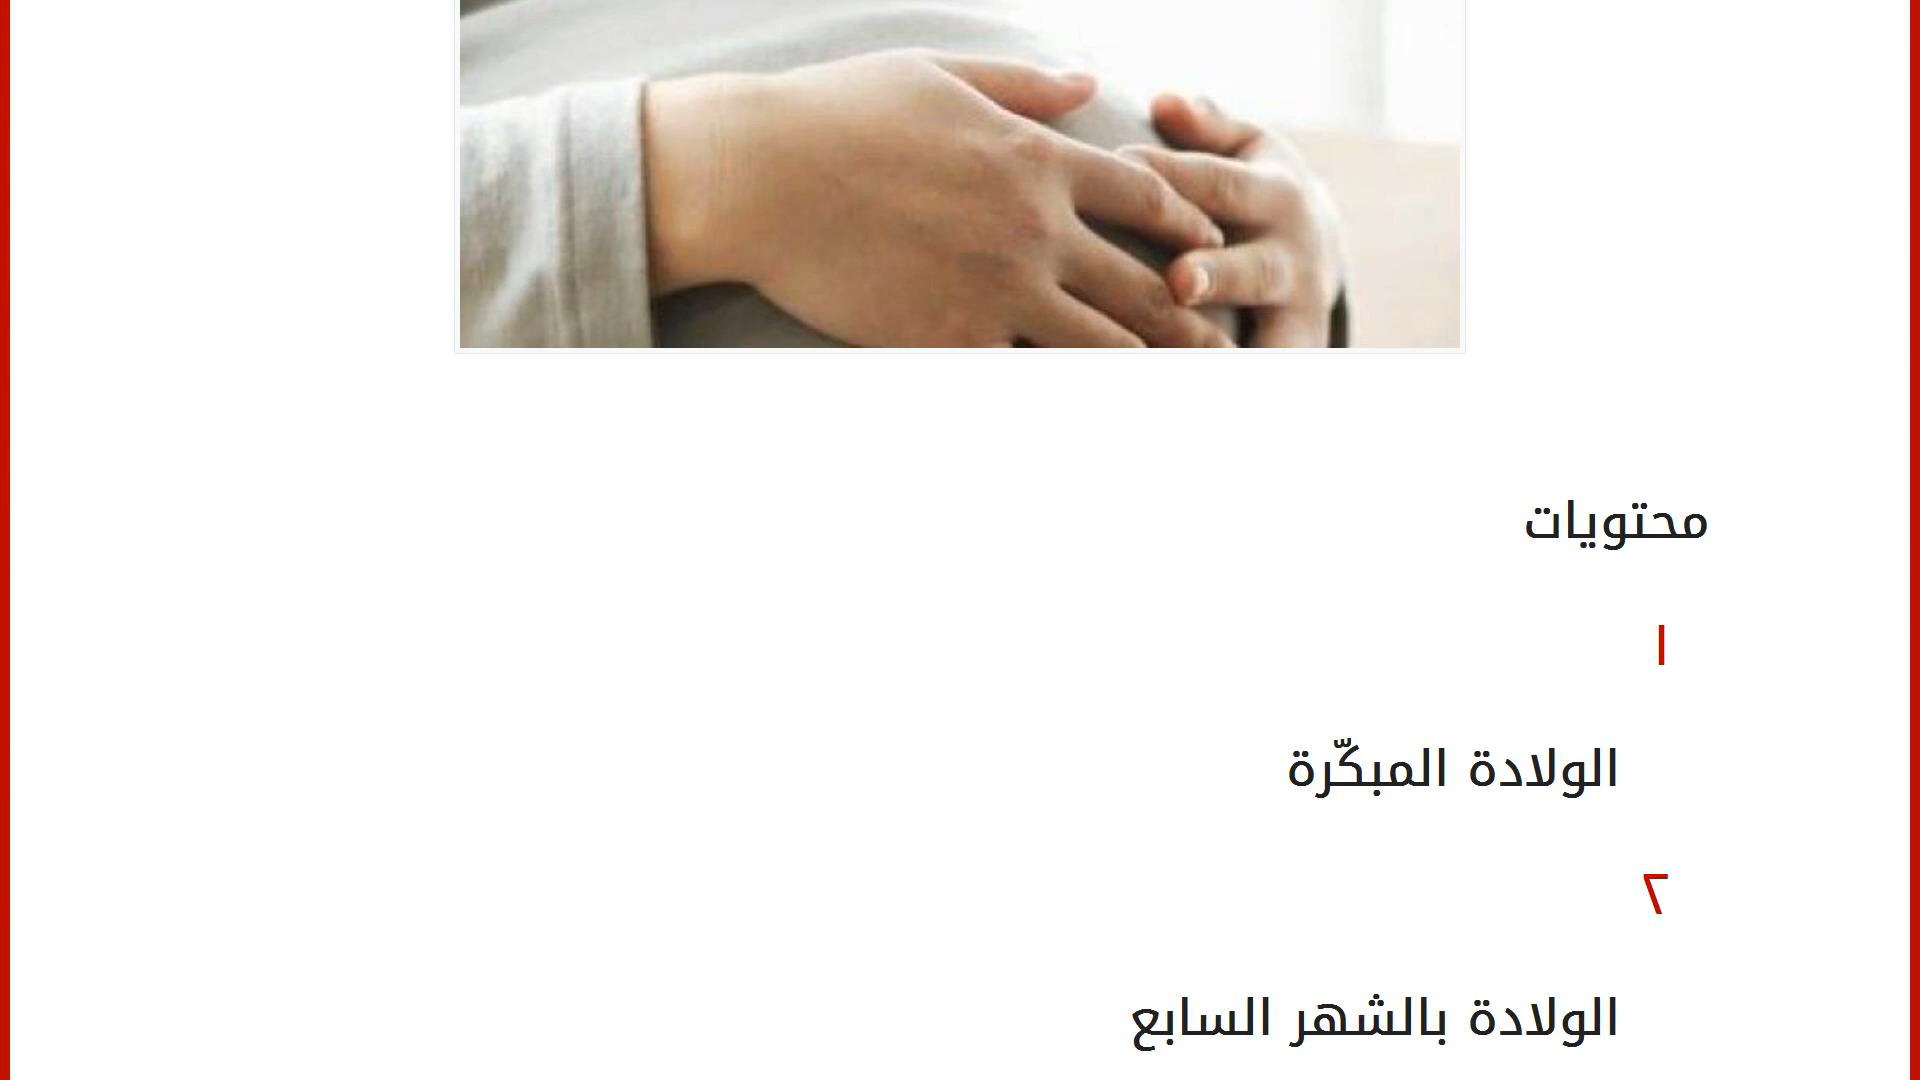 محتويات
١
الولادة المبكّرة
٢
الولادة بالشهر السابع